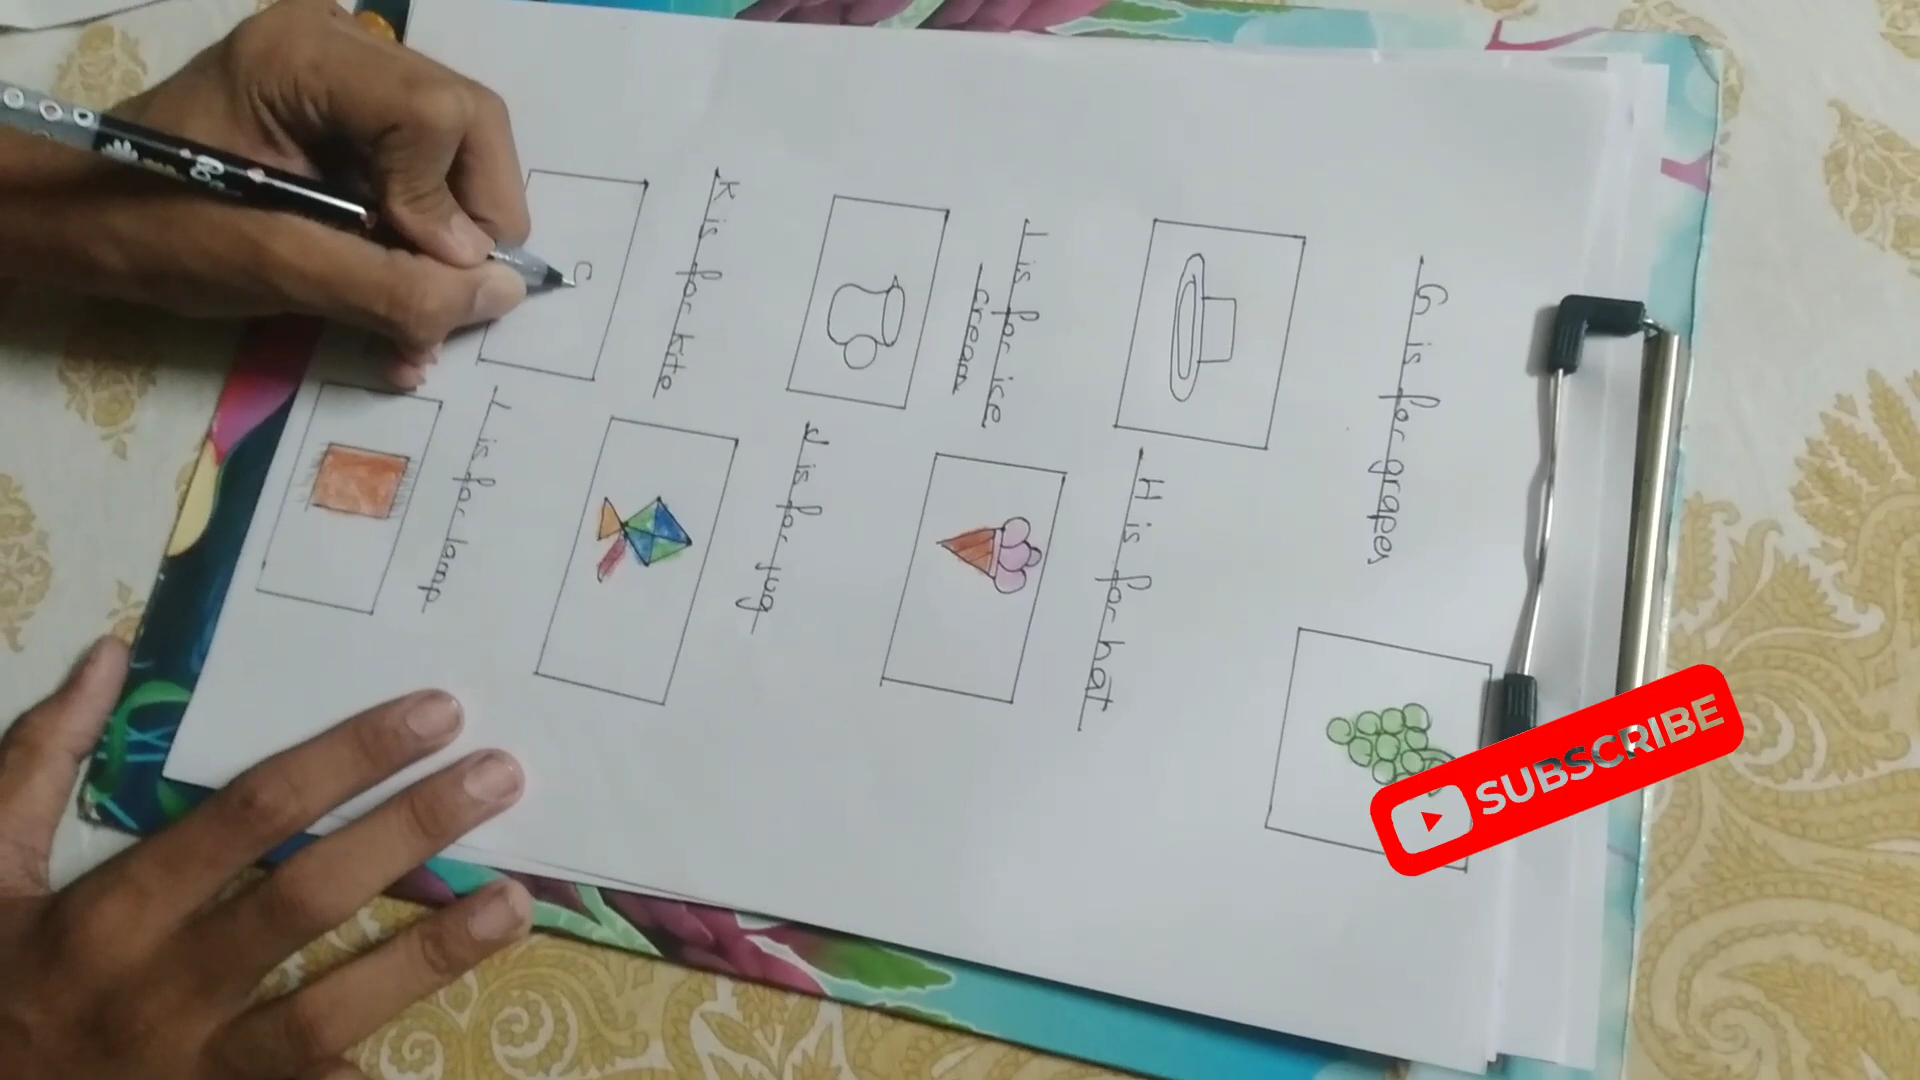 G is for grapes
H is for hat
I is for ice
cream
J is for jug
K is for kite
L is for lamp
SUBSCRIBE